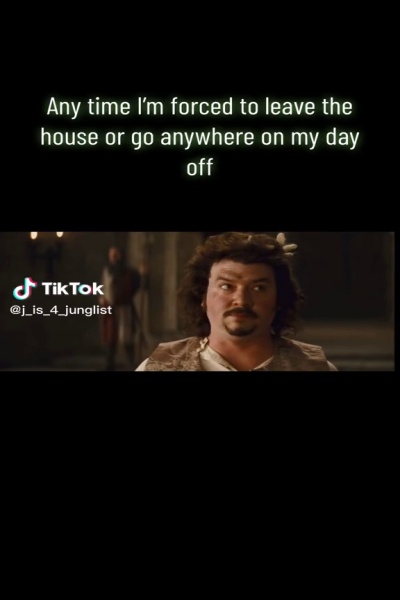 Any time I’m forced to leave the
house or go anywhere on my day
off
TikTok
@j_is_4_junglist